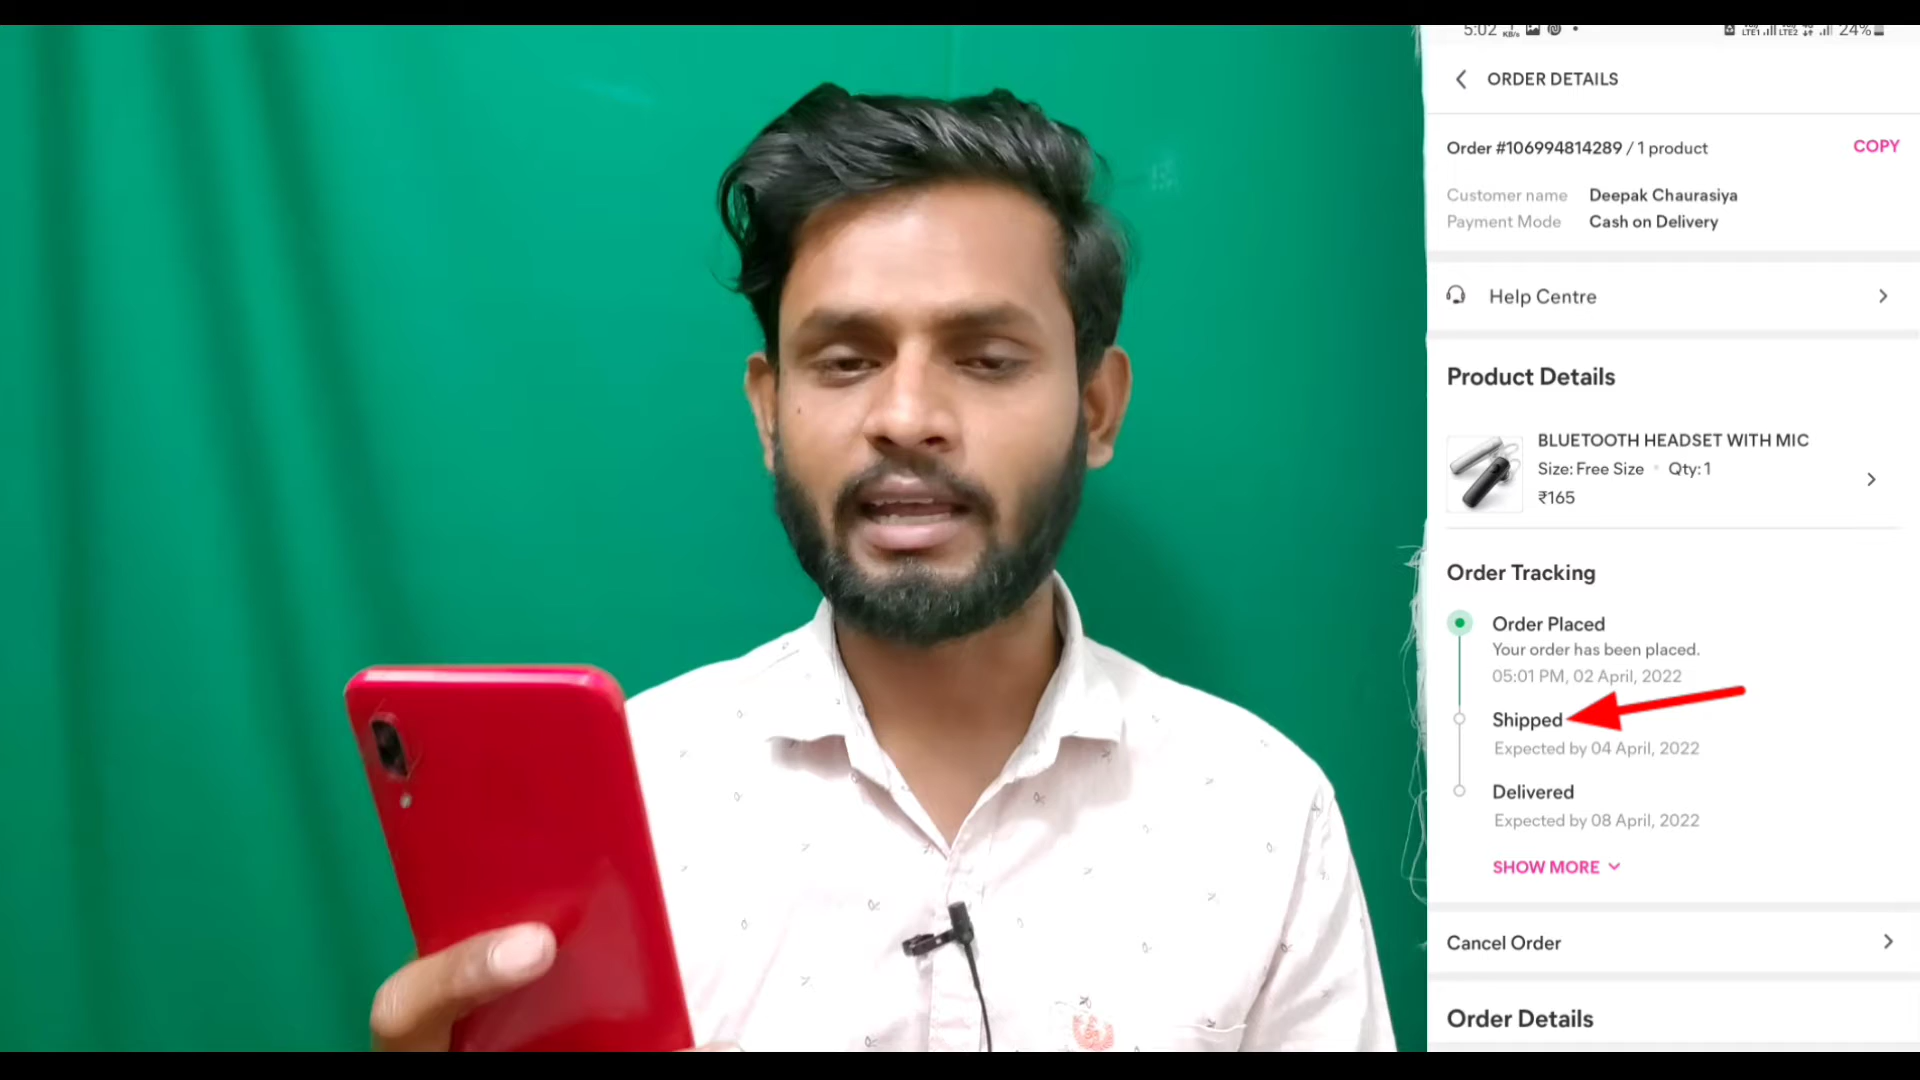 5:02 KB/s LTE1 LTE2 24%
ORDER DETAILS
Order #106994814289 / 1 product COPY
Customer name Deepak Chaurasiya
Payment Mode Cash on Delivery
Help Centre
Product Details
BLUETOOTH HEADSET WITH MIC
Size: Free Size • Qty: 1
₹165
Order Tracking
Order Placed
Your order has been placed.
05:01 PM, 02 April, 2022
Shipped
Expected by 04 April, 2022
Delivered
Expected by 08 April, 2022
SHOW MORE
Cancel Order
Order Details